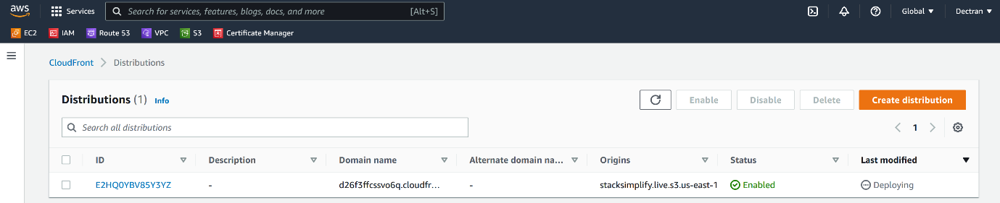 aws Services Search for services, features, blogs, docs, and more [Alt+S] Global ▼ Dectran ▼
EC2 IAM Route 53 VPC S3 Certificate Manager
CloudFront > Distributions
Distributions (1) Info Enable Disable Delete Create distribution
Search all distributions < 1 >
ID Description Domain name Alternate domain na... Origins Status Last modified
E2HQ0YBV85Y3YZ - d26f3ffcssvo6q.cloudfr... - stacksimplify.live.s3.us-east-1 Enabled Deploying